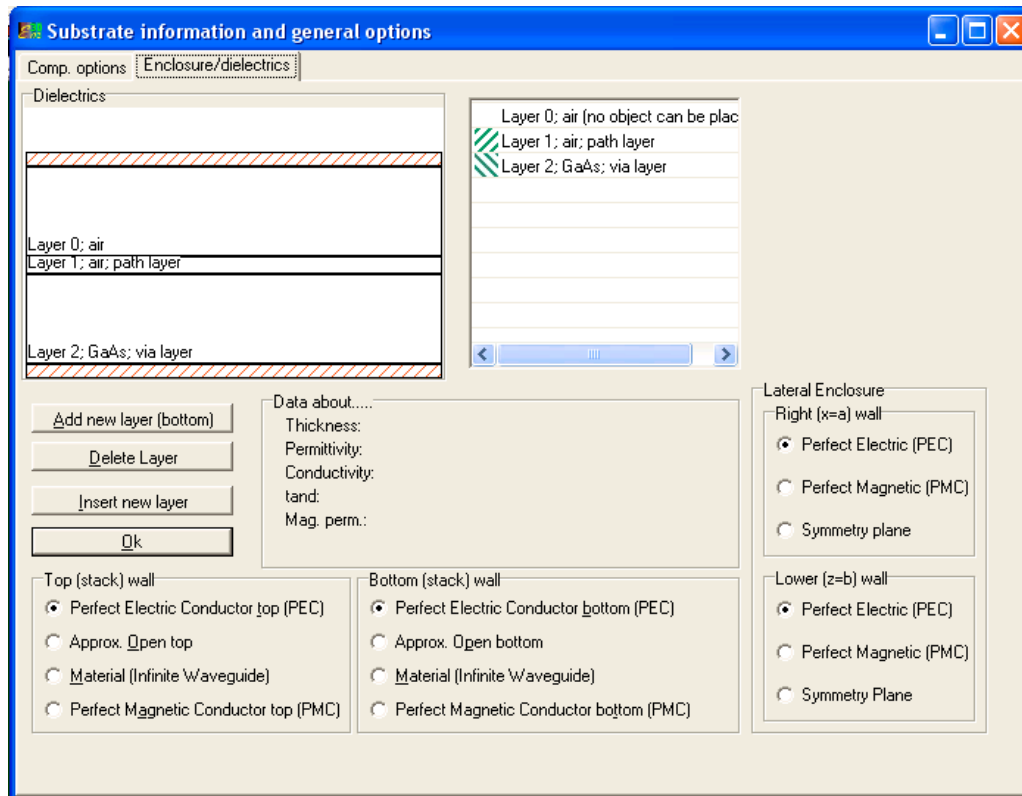 Substrate information and general options
Comp. options
Enclosure/dielectrics
Dielectrics
Layer 0; air
Layer 1; air; path layer
Layer 2; GaAs; via layer
Layer 0; air (no object can be plac
Layer 1; air; path layer
Layer 2; GaAs; via layer
Add new layer (bottom)
Delete Layer
Insert new layer
Ok
Data about.....
Thickness:
Permittivity:
Conductivity:
tand:
Mag. perm.:
Lateral Enclosure
Right (x=a) wall
Perfect Electric (PEC)
Perfect Magnetic (PMC)
Symmetry plane
Lower (z=b) wall
Perfect Electric (PEC)
Perfect Magnetic (PMC)
Symmetry Plane
Top (stack) wall
Perfect Electric Conductor top (PEC)
Approx. Open top
Material (Infinite Waveguide)
Perfect Magnetic Conductor top (PMC)
Bottom (stack) wall
Perfect Electric Conductor bottom (PEC)
Approx. Open bottom
Material (Infinite Waveguide)
Perfect Magnetic Conductor bottom (PMC)